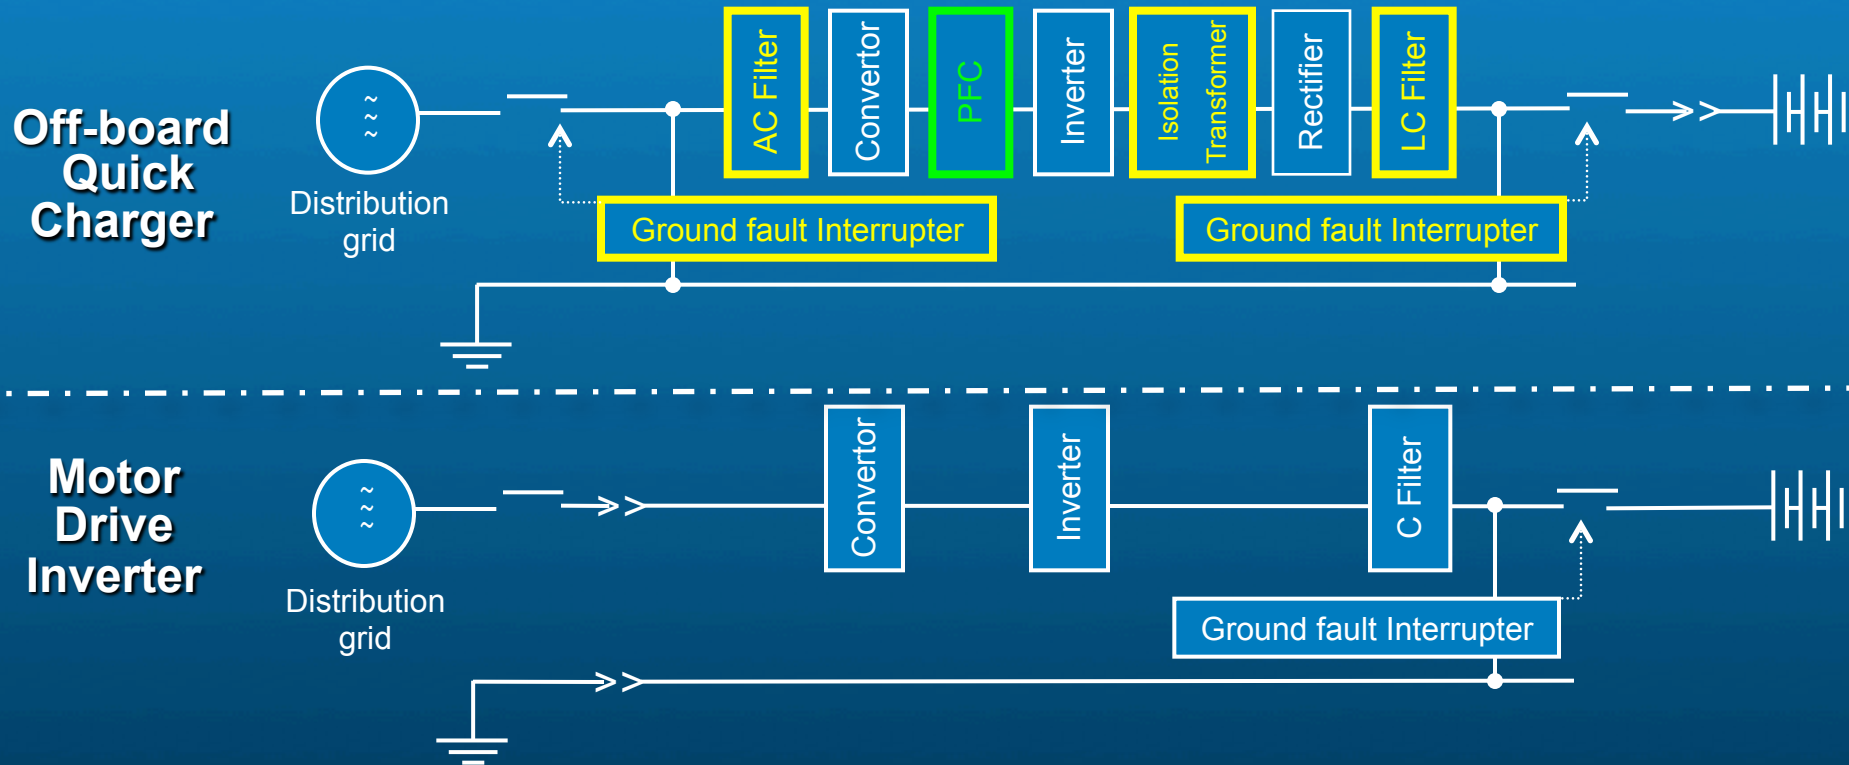 Off-board
Quick
Charger
~
~
~
Distribution
grid
AC Filter
Convertor
PFC
Inverter
Isolation
Transformer
Rectifier
LC Filter
Ground fault Interrupter
Ground fault Interrupter
Motor
Drive
Inverter
~
~
~
Distribution
grid
Convertor
Inverter
C Filter
Ground fault Interrupter